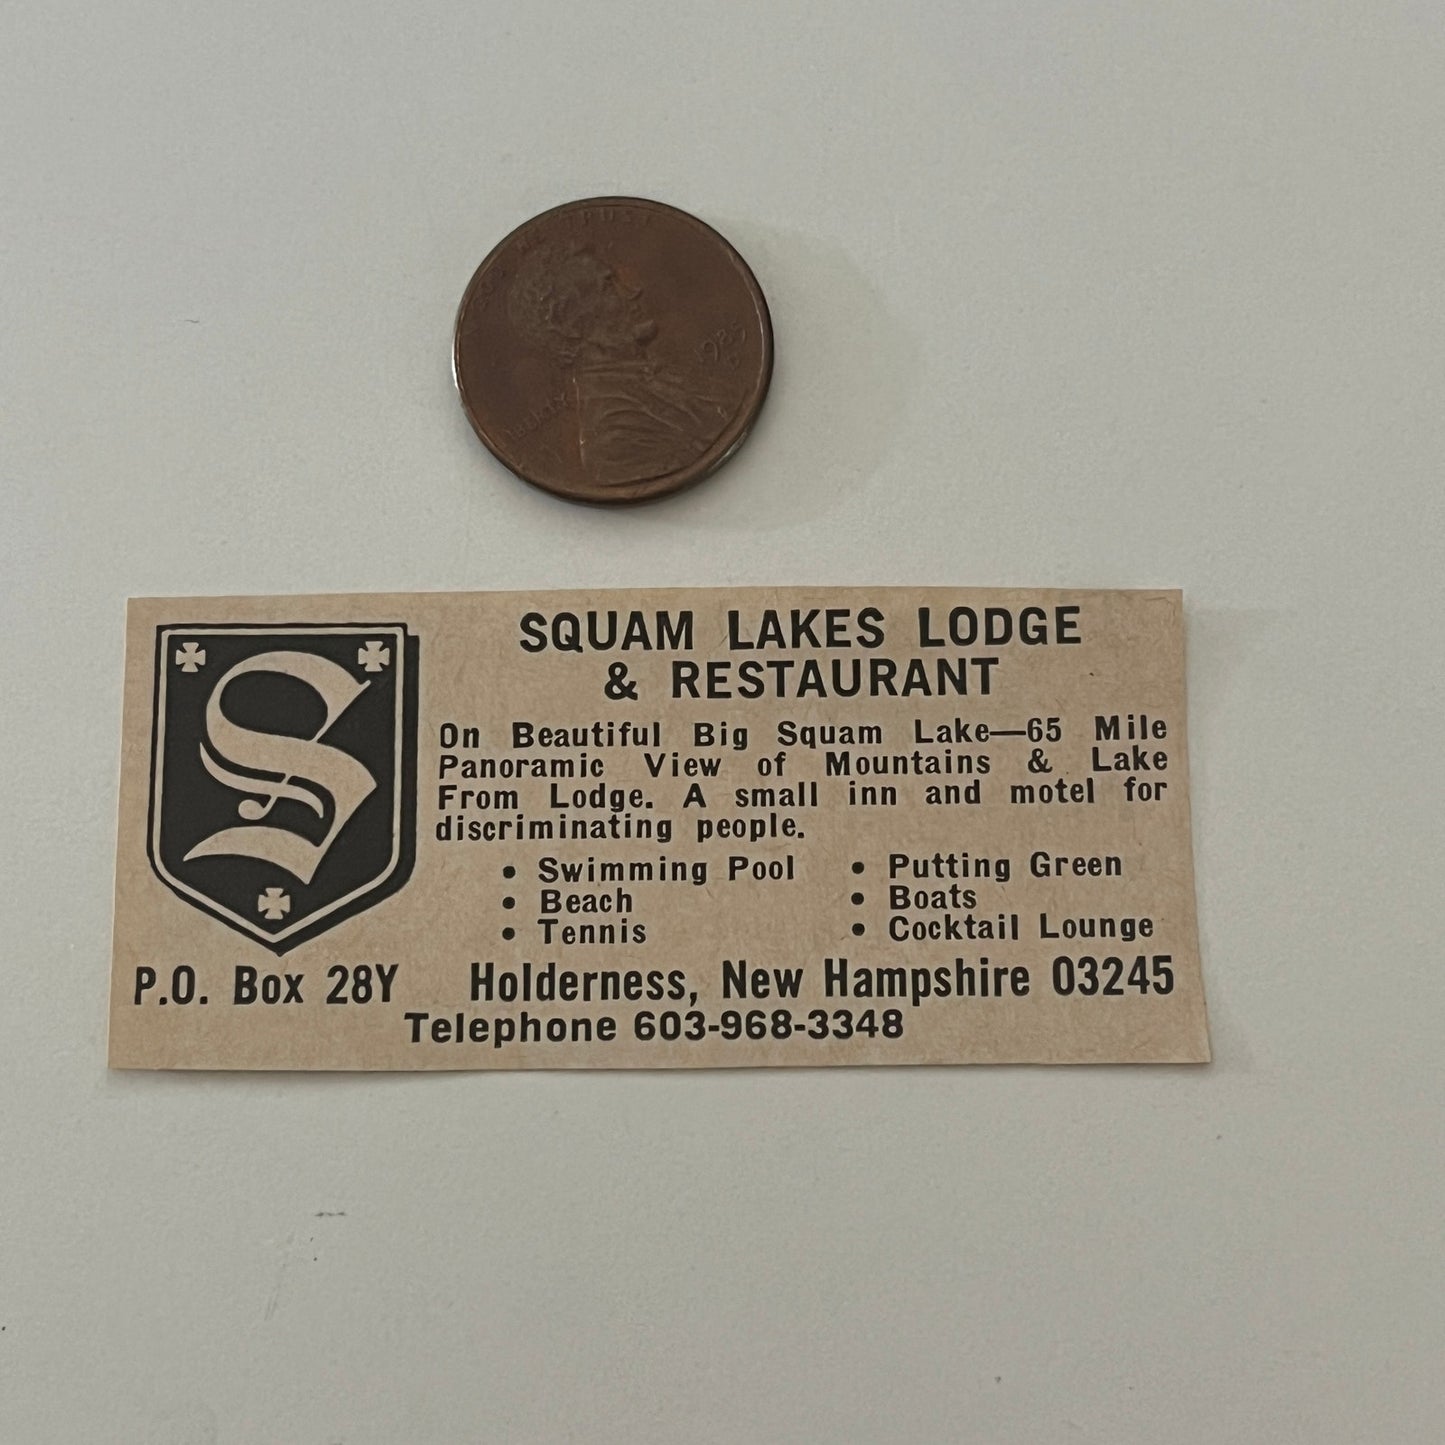 WE TRUST
LIBERTY
1985
D
S
SQUAM LAKES LODGE
& RESTAURANT
On Beautiful Big Squam Lake—65 Mile
Panoramic View of Mountains & Lake
From Lodge. A small inn and motel for
discriminating people.
• Swimming Pool • Putting Green
• Beach • Boats
• Tennis • Cocktail Lounge
P.O. Box 28Y Holderness, New Hampshire 03245
Telephone 603-968-3348